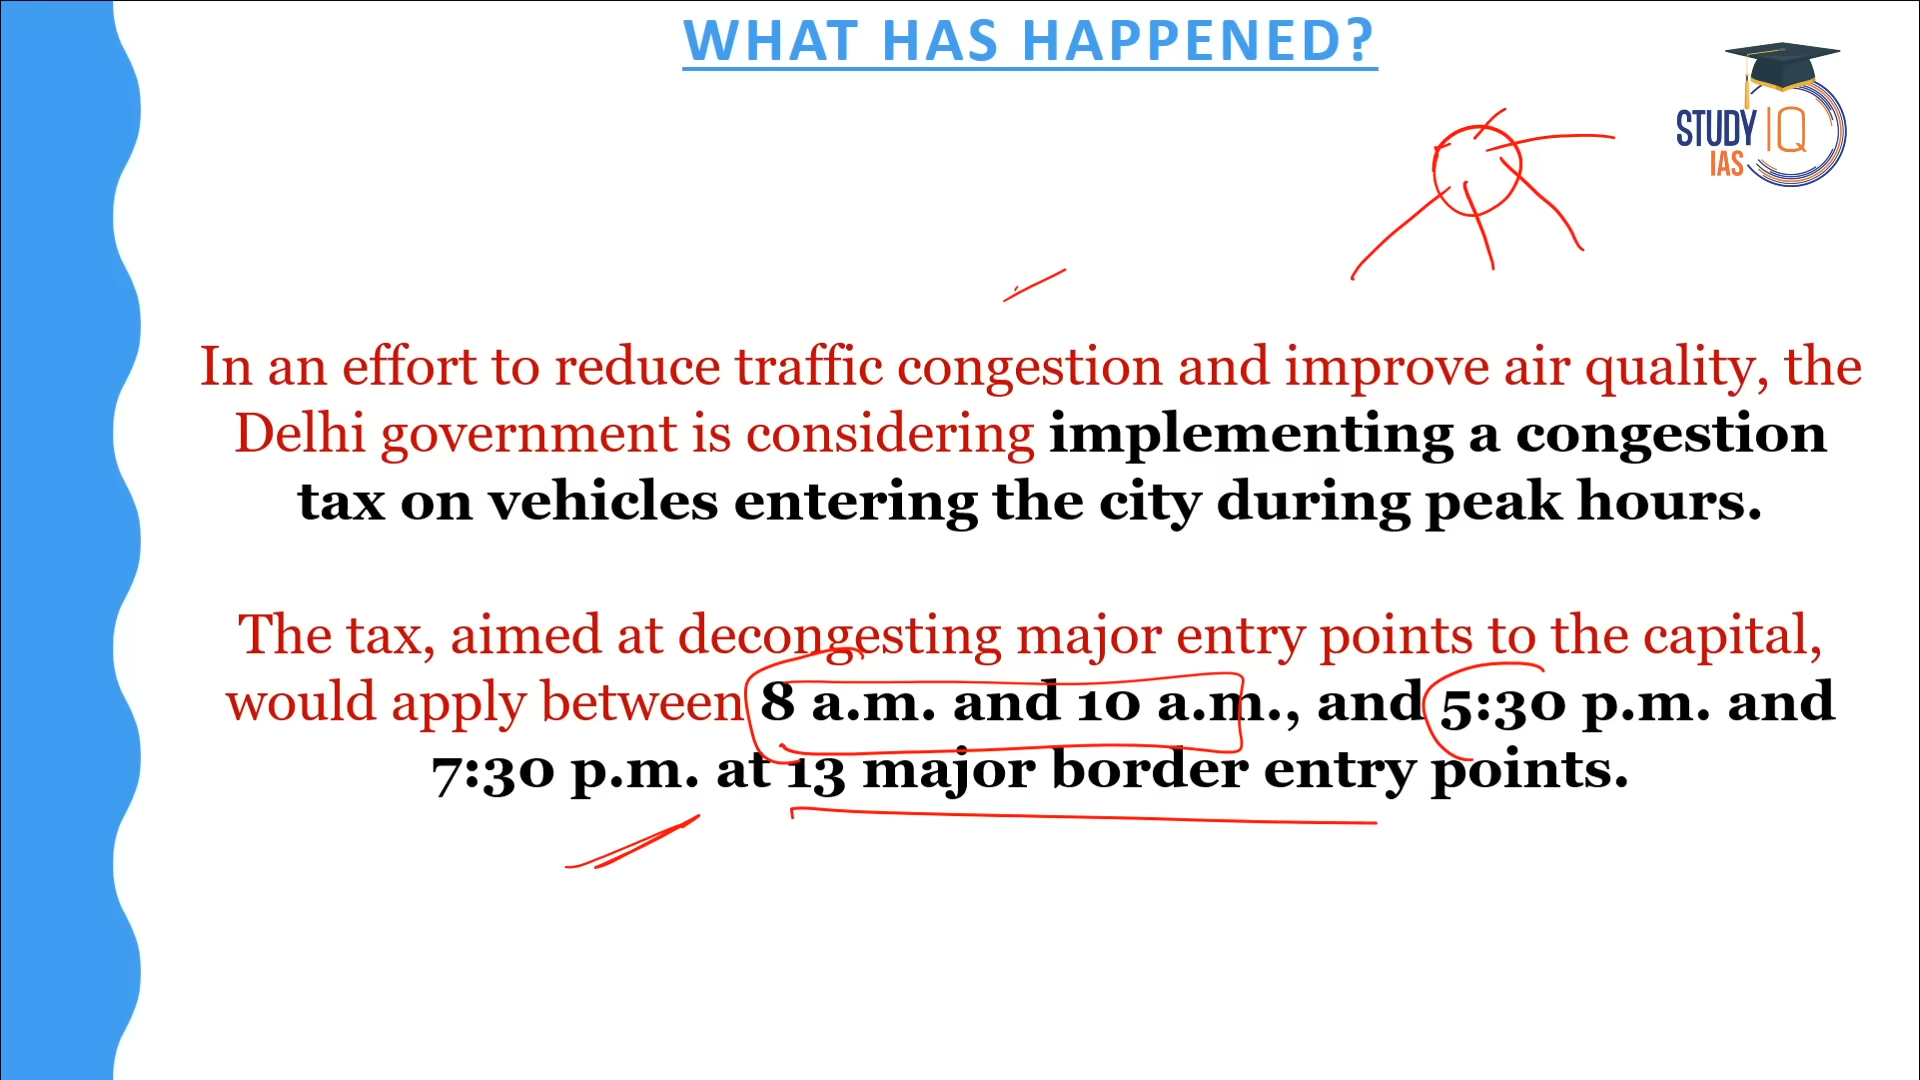 WHAT HAS HAPPENED?
STUDY IQ
IAS
In an effort to reduce traffic congestion and improve air quality, the
Delhi government is considering implementing a congestion
tax on vehicles entering the city during peak hours.
The tax, aimed at decongesting major entry points to the capital,
would apply between 8 a.m. and 10 a.m., and 5:30 p.m. and
7:30 p.m. at 13 major border entry points.